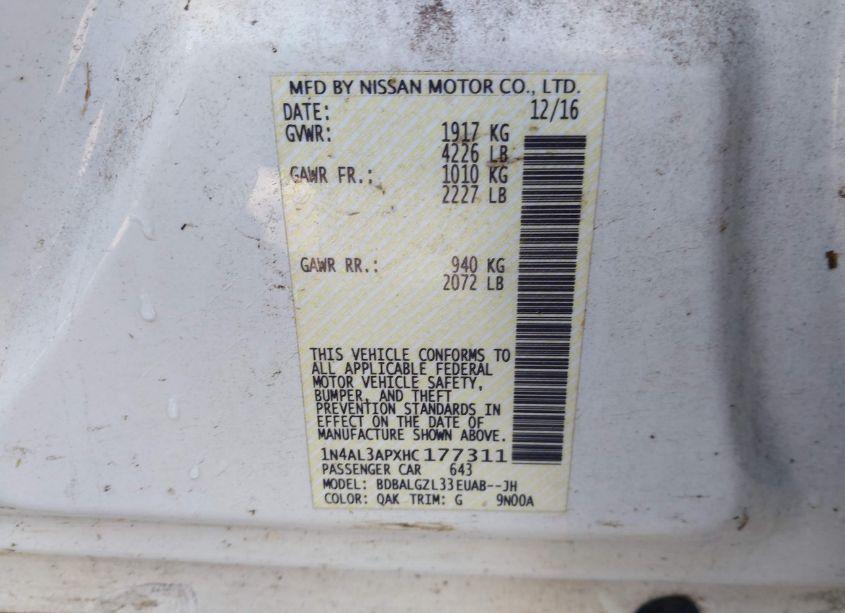 MFD BY NISSAN MOTOR CO., LTD.
DATE: 12/16
GVWR: 1917 KG
4226 LB
GAWR FR.: 1010 KG
2227 LB
GAWR RR.: 940 KG
2072 LB
THIS VEHICLE CONFORMS TO
ALL APPLICABLE FEDERAL
MOTOR VEHICLE SAFETY,
BUMPER, AND THEFT
PREVENTION STANDARDS IN
EFFECT ON THE DATE OF
MANUFACTURE SHOWN ABOVE.
1N4AL3APXHC177311
PASSENGER CAR 643
MODEL: BDBALGZL33EUAB--JH
COLOR: QAK TRIM: G 9N00A